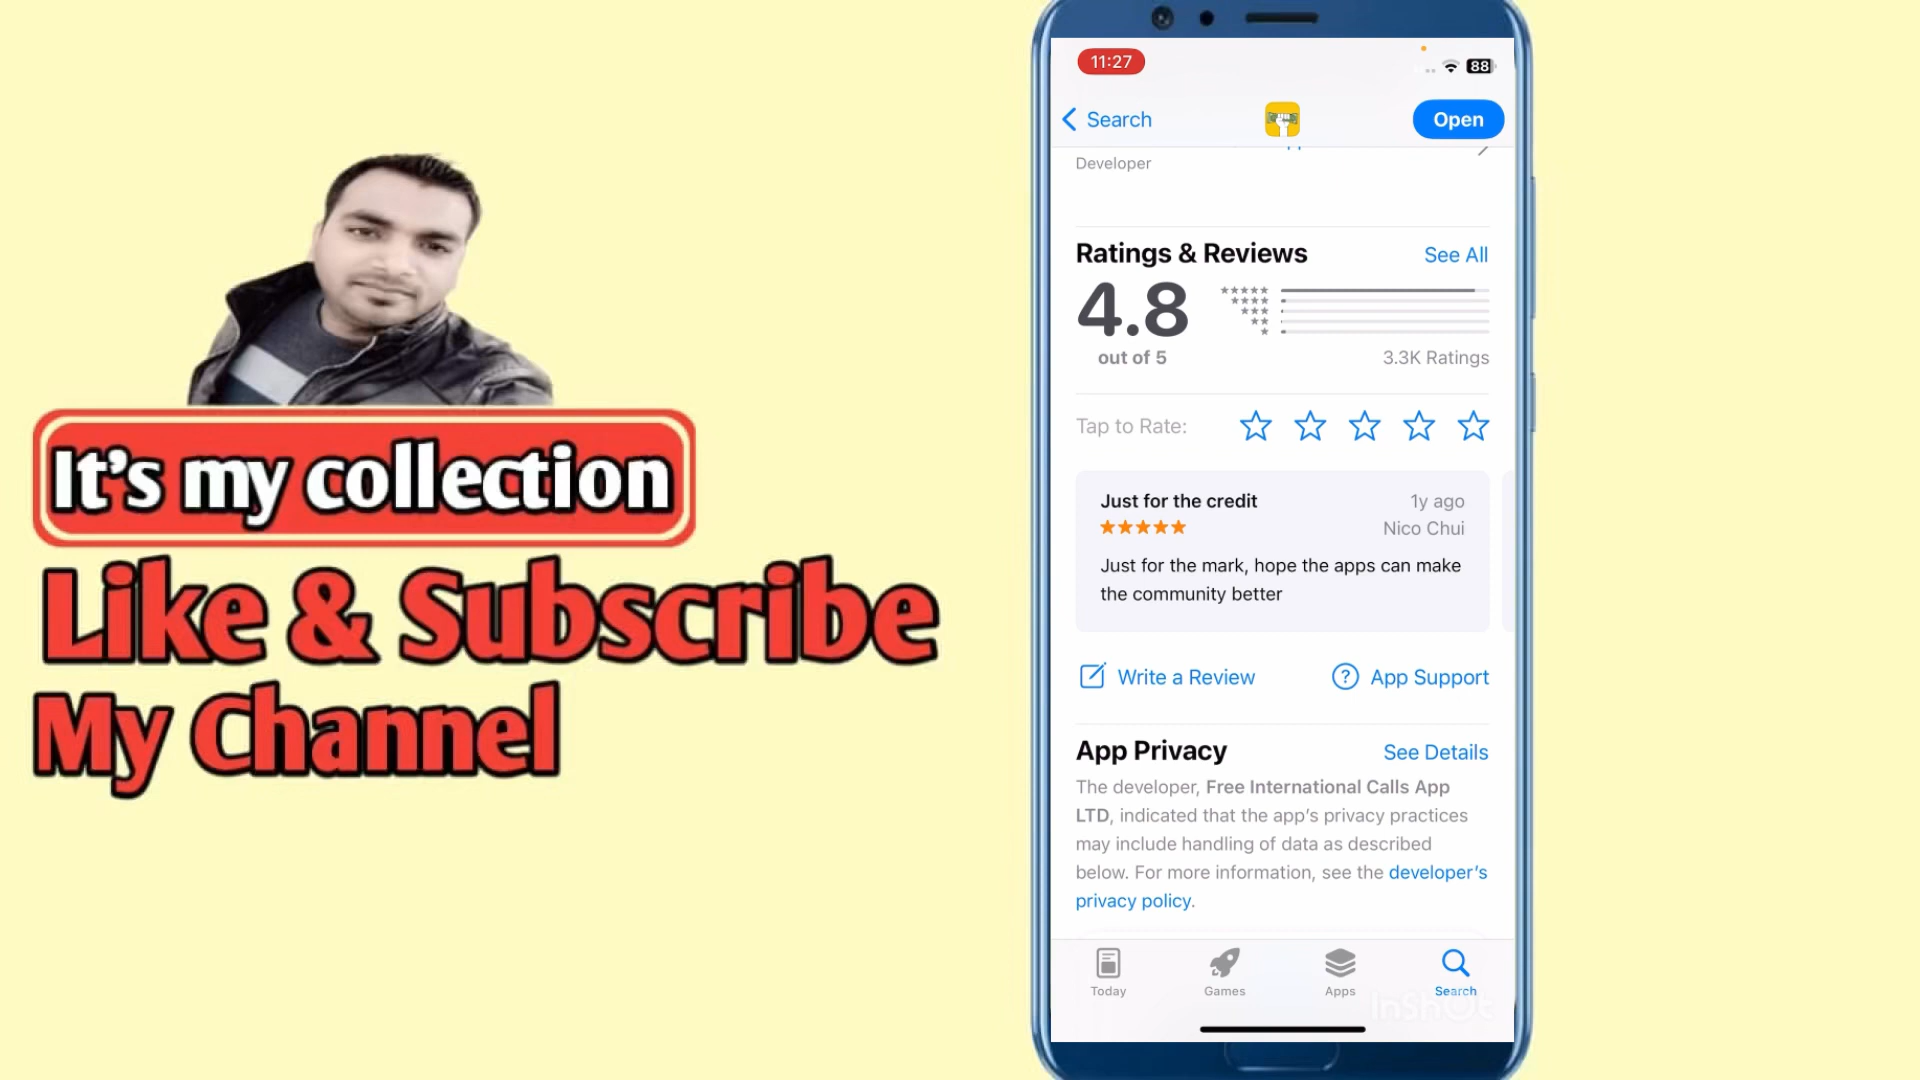 It's my collection
Like & Subscribe
My Channel
11:27
88
Search
Open
Developer
Ratings & Reviews
See All
4.8
out of 5
3.3K Ratings
Tap to Rate:
Just for the credit
1y ago
Nico Chui
Just for the mark, hope the apps can make
the community better
Write a Review
App Support
App Privacy
See Details
The developer, Free International Calls App
LTD, indicated that the app's privacy practices
may include handling of data as described
below. For more information, see the developer's
privacy policy.
Today
Games
Apps
Search
InShOt